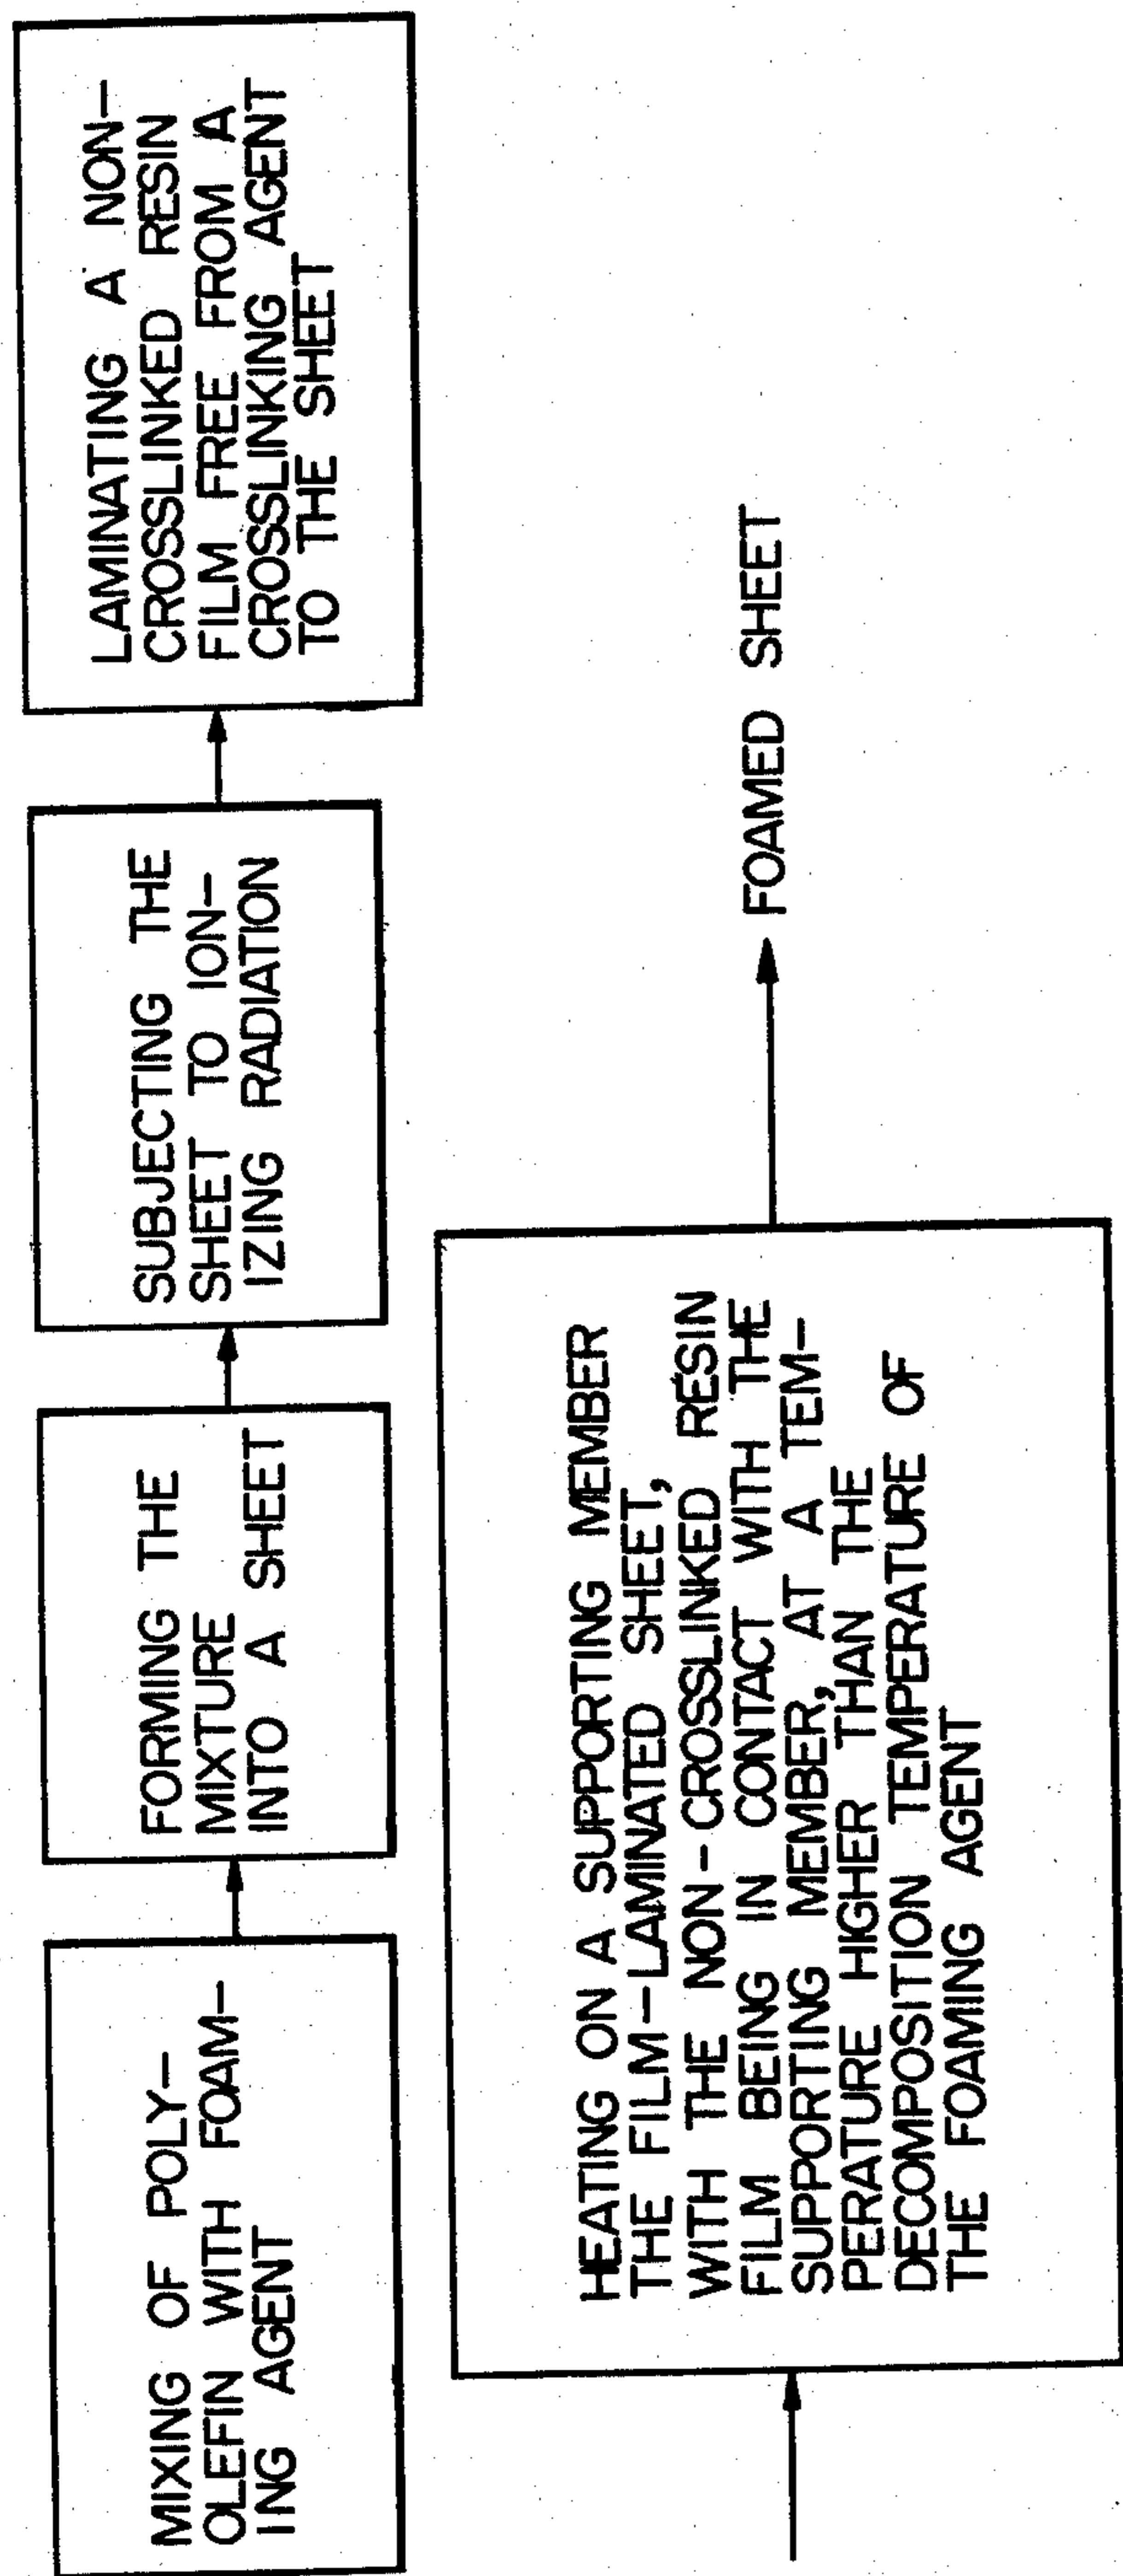 MIXING OF POLY-
OLEFIN WITH FOAM-
ING AGENT
FORMING THE
MIXTURE
INTO A SHEET
SUBJECTING THE
SHEET TO ION-
IZING RADIATION
LAMINATING A NON-
CROSSLINKED RESIN
FILM FREE FROM A
CROSSLINKING AGENT
TO THE SHEET
HEATING ON A SUPPORTING MEMBER
THE FILM-LAMINATED SHEET,
WITH THE NON-CROSSLINKED RESIN
FILM BEING IN CONTACT WITH THE
SUPPORTING MEMBER, AT A TEM-
PERATURE HIGHER THAN THE
DECOMPOSITION TEMPERATURE OF
THE FOAMING AGENT
FOAMED SHEET